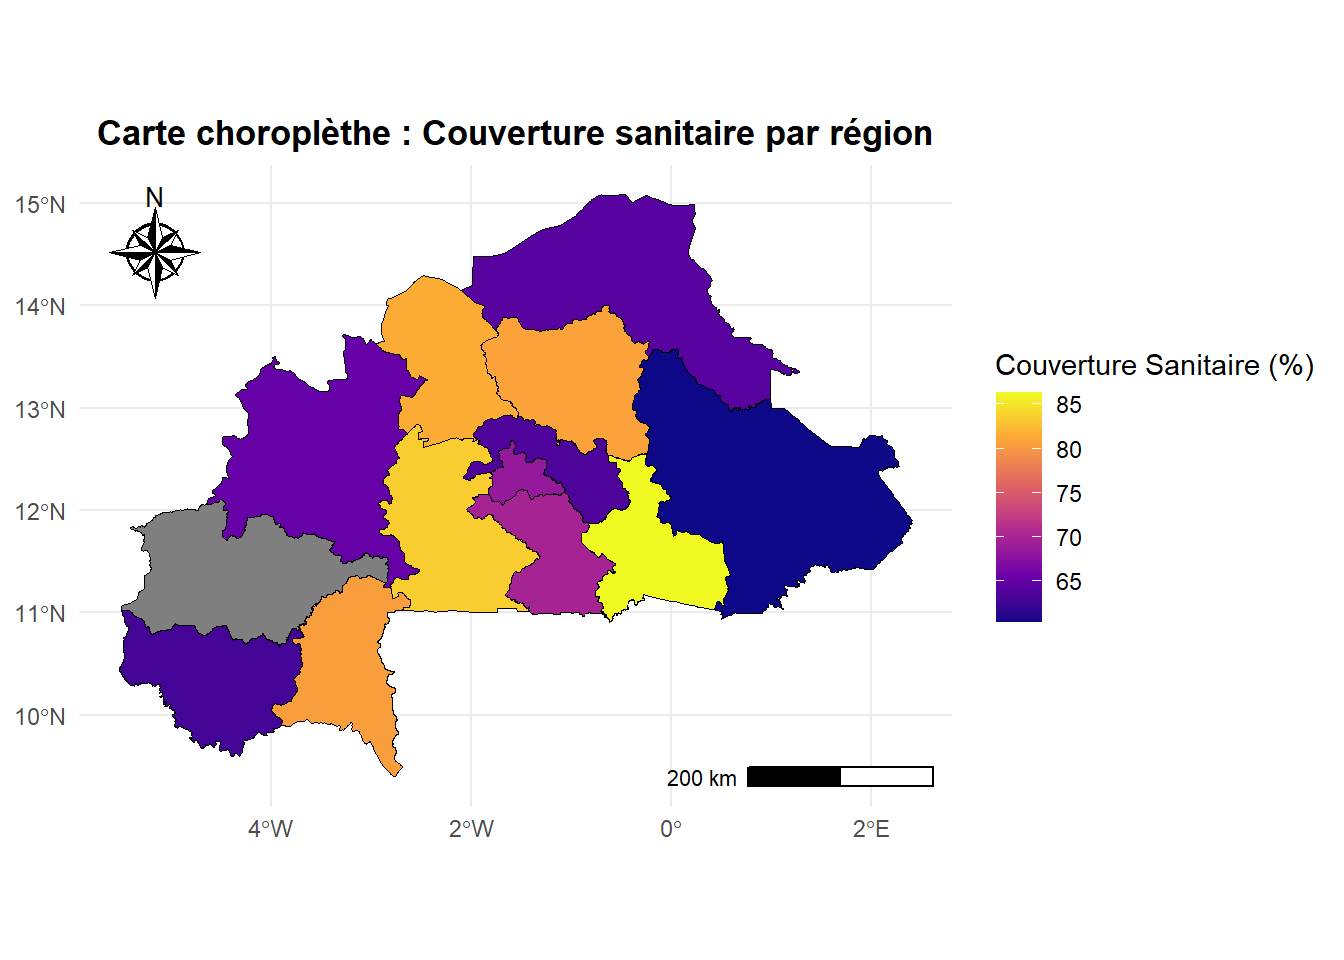 Carte choroplèthe : Couverture sanitaire par région
N
15°N
14°N
13°N
12°N
11°N
10°N
4°W
2°W
0°
2°E
200 km
Couverture Sanitaire (%)
85
80
75
70
65